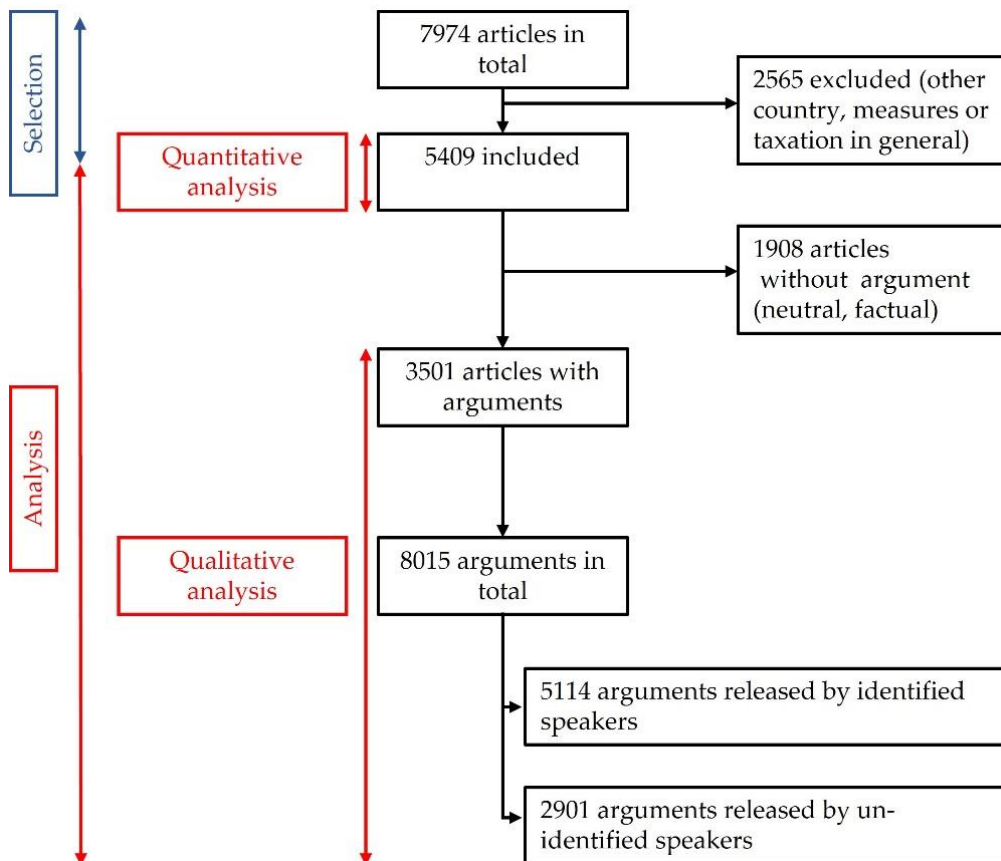 Selection
7974 articles in
total
2565 excluded (other
country, measures or
taxation in general)
Quantitative
analysis
5409 included
1908 articles
without argument
(neutral, factual)
3501 articles with
arguments
Analysis
Qualitative
analysis
8015 arguments in
total
5114 arguments released by identified
speakers
2901 arguments released by un-
identified speakers